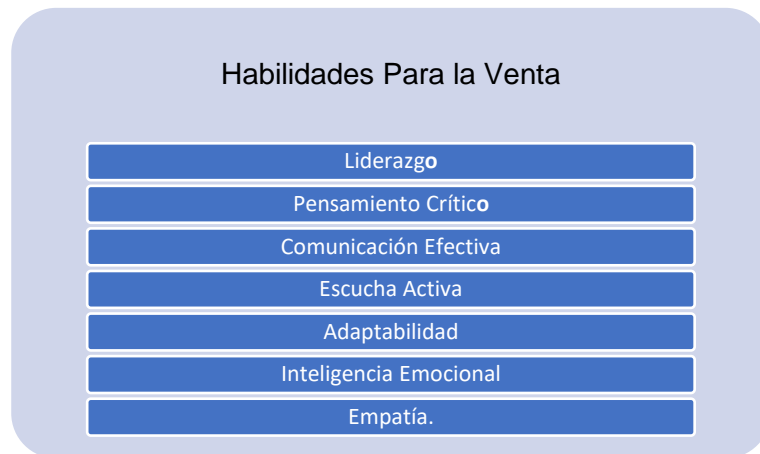 Habilidades Para la Venta
Liderazgo
Pensamiento Crítico
Comunicación Efectiva
Escucha Activa
Adaptabilidad
Inteligencia Emocional
Empatía.